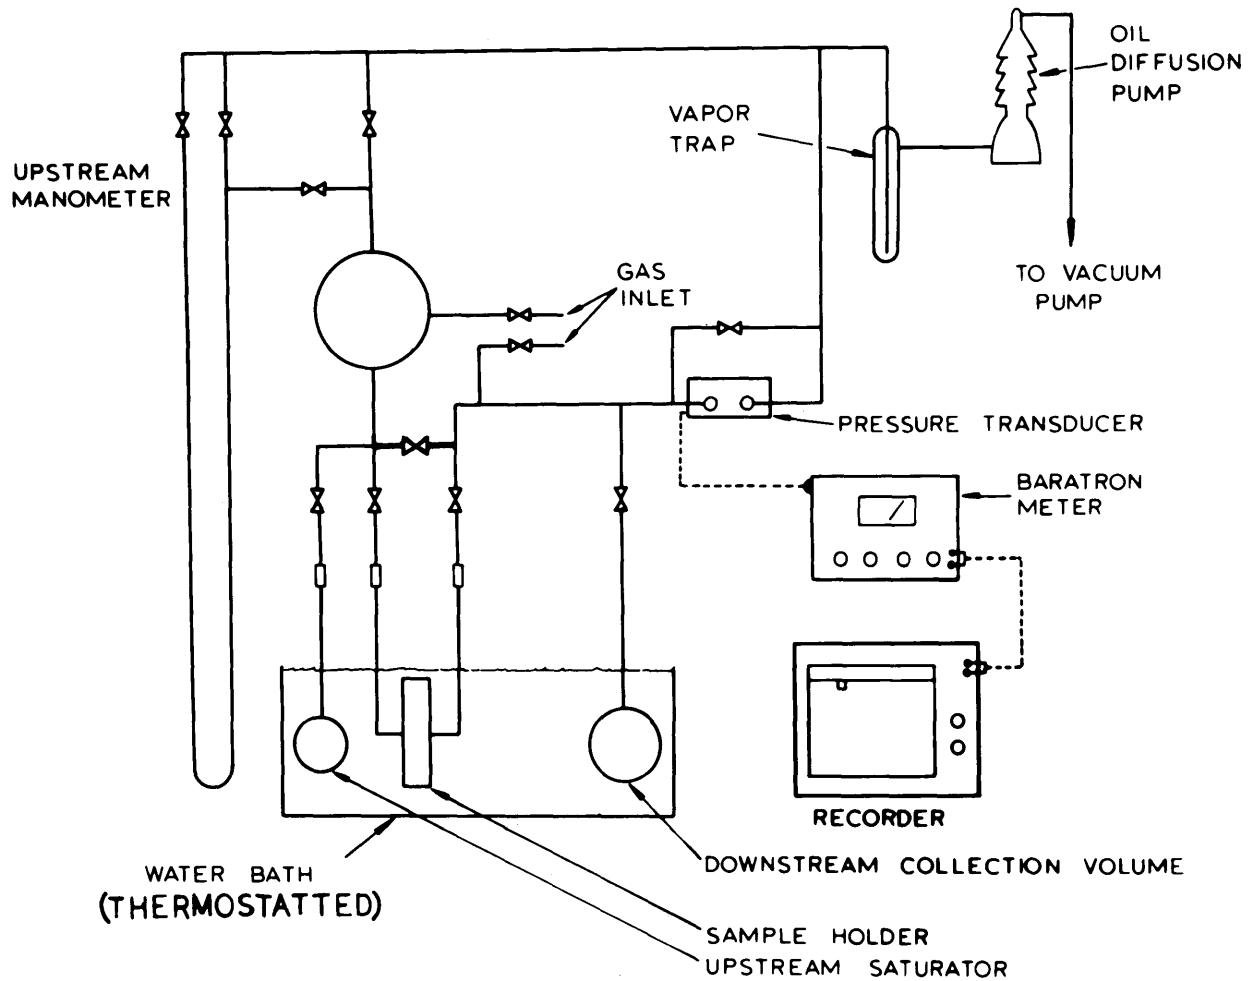 OIL
DIFFUSION
PUMP
VAPOR
TRAP
UPSTREAM
MANOMETER
GAS
INLET
TO VACUUM
PUMP
PRESSURE TRANSDUCER
BARATRON
METER
RECORDER
DOWNSTREAM COLLECTION VOLUME
WATER BATH
(THERMOSTATTED)
SAMPLE HOLDER
UPSTREAM SATURATOR